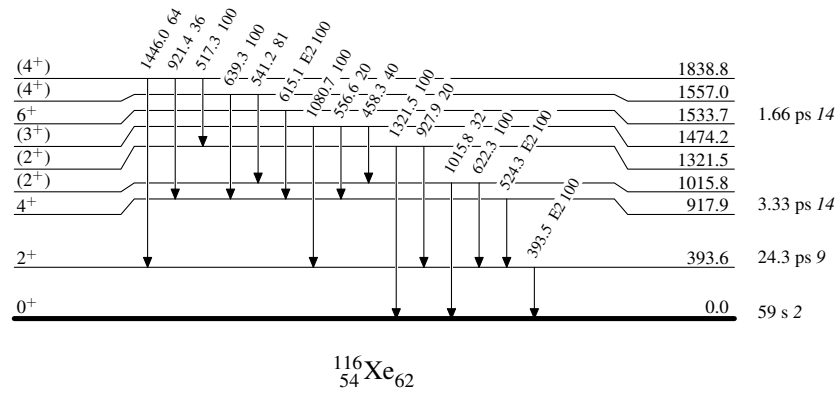 1446.0 64
921.4 36
517.3 100
639.3 100
541.2 81
615.1 E2 100
1080.7 100
556.6 20
458.3 40
1321.5 100
927.9 20
1015.8 32
622.3 100
524.3 E2 100
393.5 E2 100
(4⁺) 1838.8
(4⁺) 1557.0
6⁺ 1533.7 1.66 ps 14
(3⁺) 1474.2
(2⁺) 1321.5
(2⁺) 1015.8
4⁺ 917.9 3.33 ps 14
2⁺ 393.6 24.3 ps 9
0⁺ 0.0 59 s 2
¹¹⁶₅₄Xe₆₂